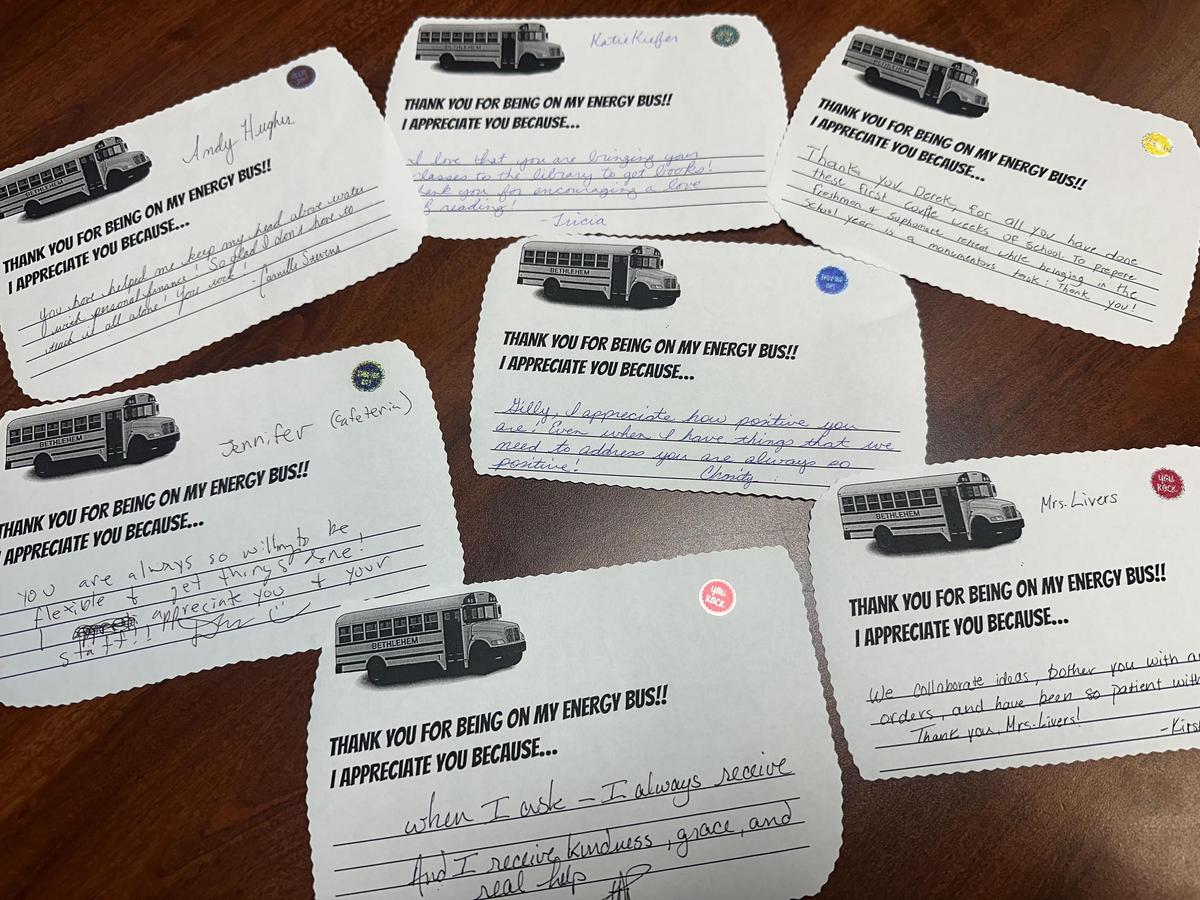 BETHLEHEM
Andy Hughes
THANK YOU FOR BEING ON MY ENERGY BUS!!
I APPRECIATE YOU BECAUSE...
you have helped me keep my head above water
with personal finance! So glad I don't have to
teach it all alone! You rock!
-Camille Stevens
BETHLEHEM
Katie Kiefer
THANK YOU FOR BEING ON MY ENERGY BUS!!
I APPRECIATE YOU BECAUSE...
I love that you are bringing your
classes to the library to get books!
hank you for encouraging a love
f reading!
-Tricia
BETHLEHEM
THANK YOU FOR BEING ON MY ENERGY BUS!!
I APPRECIATE YOU BECAUSE...
Thanks you Derek for all you have done
these first couple weeks of School. To prepare
freshmen & sophomore retreat while bringing in the
School year is a monumentous task! Thank you!
BETHLEHEM
THANK YOU FOR BEING ON MY ENERGY BUS!!
I APPRECIATE YOU BECAUSE...
Gilly, I appreciate how positive you
are! Even when I have things that we
need to address you are always so
positive!
Christy
BETHLEHEM
Jennifer (Cafeteria)
THANK YOU FOR BEING ON MY ENERGY BUS!!
I APPRECIATE YOU BECAUSE...
you are always so willing to be
flexible & get things done!
I appreciate you & your
staff!!
BETHLEHEM
YOU
ROCK
Mrs. Livers
THANK YOU FOR BEING ON MY ENERGY BUS!!
I APPRECIATE YOU BECAUSE...
We collaborate ideas, bother you with
orders, and have been so patient with
Thank you, Mrs. Livers!
BETHLEHEM
YOU
ROCK
THANK YOU FOR BEING ON MY ENERGY BUS!!
I APPRECIATE YOU BECAUSE...
when I ask - I always receive
And I receive kindness, grace, and
real help